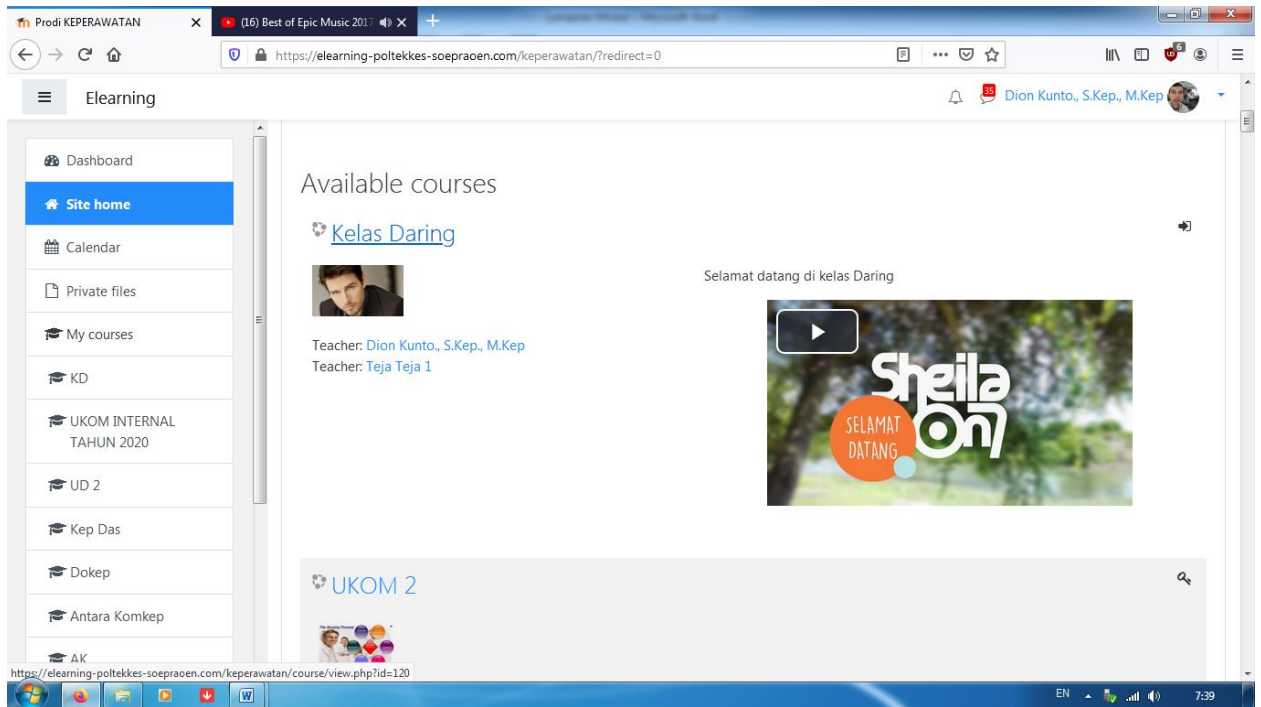 Prodi KEPERAWATAN
(16) Best of Epic Music 2017
https://elearning-poltekkes-soepraoen.com/keperawatan/?redirect=0
6
Elearning
35
Dion Kunto., S.Kep., M.Kep
Dashboard
Site home
Calendar
Private files
My courses
KD
UKOM INTERNAL
TAHUN 2020
UD 2
Kep Das
Dokep
Antara Komkep
AK
Available courses
Kelas Daring
Teacher: Dion Kunto., S.Kep., M.Kep
Teacher: Teja Teja 1
Selamat datang di kelas Daring
Sheila
On7
SELAMAT
DATANG
UKOM 2
https://elearning-poltekkes-soepraoen.com/keperawatan/course/view.php?id=120
EN
7:39